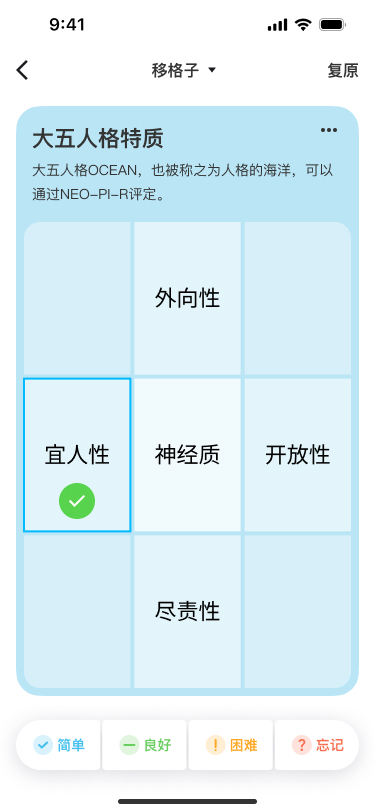 9:41
移格子
复原
大五人格特质
大五人格OCEAN，也被称之为人格的海洋，可以
通过NEO-PI-R评定。
外向性
宜人性
神经质
开放性
尽责性
简单
良好
困难
忘记